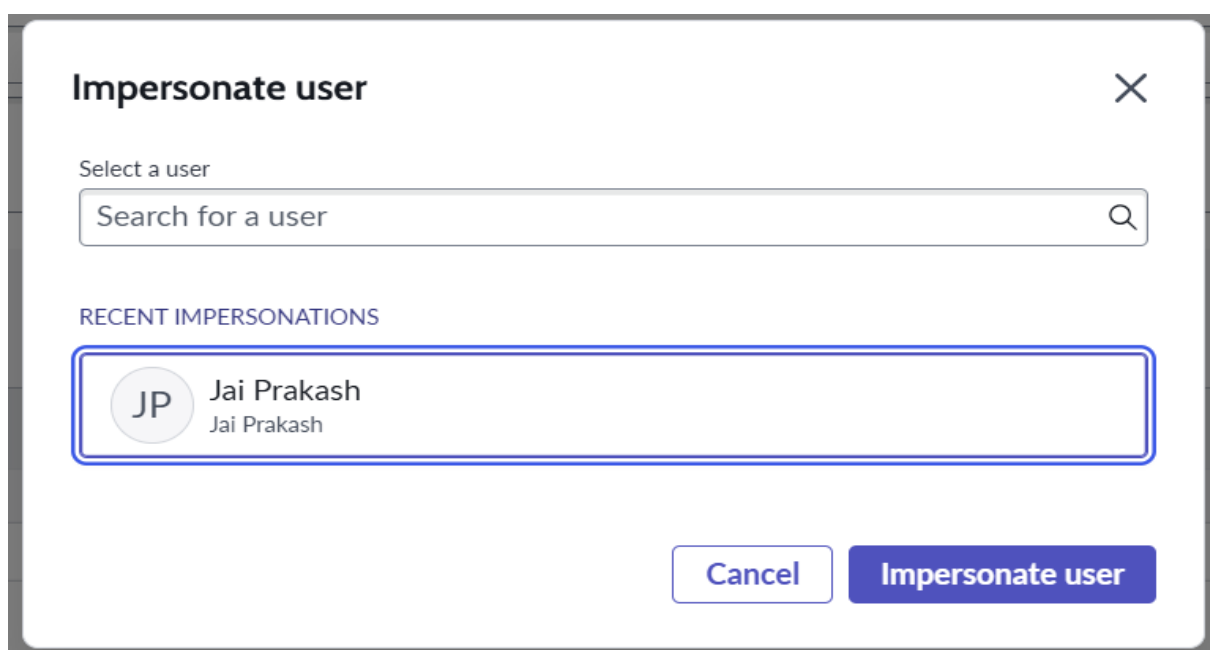 Impersonate user
Select a user
Search for a user
RECENT IMPERSONATIONS
JP
Jai Prakash
Jai Prakash
Cancel
Impersonate user